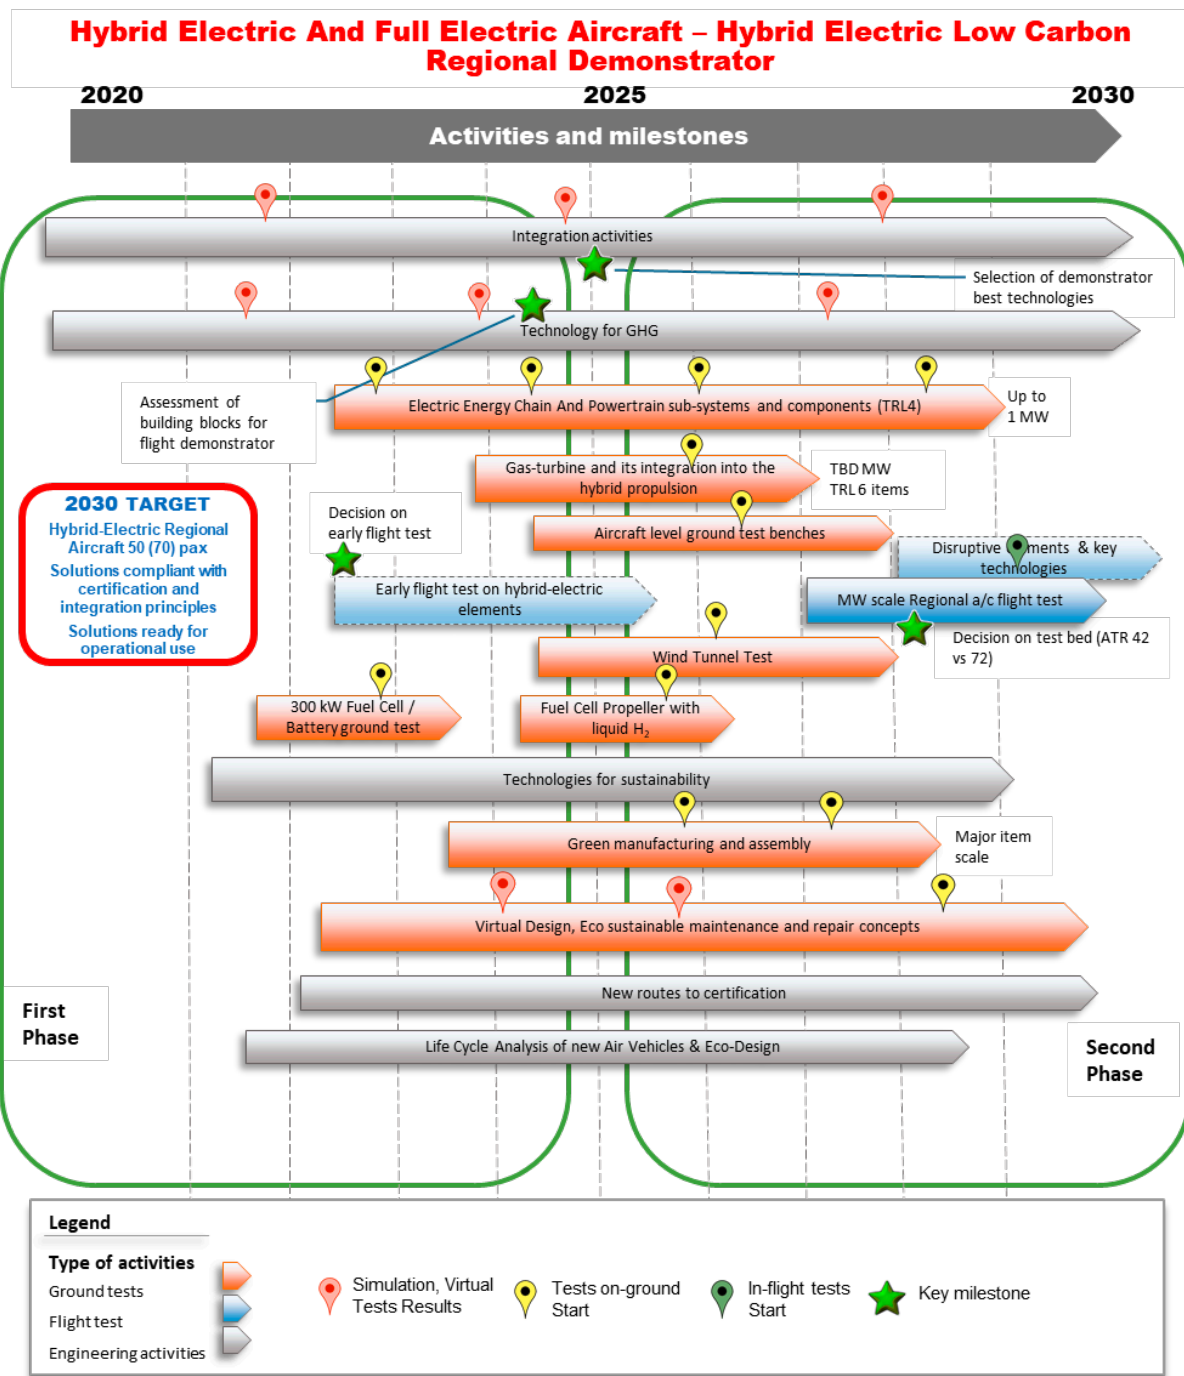 Hybrid Electric And Full Electric Aircraft – Hybrid Electric Low Carbon
Regional Demonstrator
2020
2025
2030
Activities and milestones
Integration activities
Selection of demonstrator
best technologies
Technology for GHG
Assessment of
building blocks for
flight demonstrator
Electric Energy Chain And Powertrain sub-systems and components (TRL4)
Up to
1 MW
Gas-turbine and its integration into the
hybrid propulsion
TBD MW
TRL 6 items
2030 TARGET
Hybrid-Electric Regional
Aircraft 50 (70) pax
Solutions compliant with
certification and
integration principles
Solutions ready for
operational use
Decision on
early flight test
Aircraft level ground test benches
Disruptive ments & key
technologies
Early flight test on hybrid-electric
elements
MW scale Regional a/c flight test
Decision on test bed (ATR 42
vs 72)
Wind Tunnel Test
300 kW Fuel Cell /
Battery ground test
Fuel Cell Propeller with
liquid H₂
Technologies for sustainability
Green manufacturing and assembly
Major item
scale
Virtual Design, Eco sustainable maintenance and repair concepts
New routes to certification
First
Phase
Life Cycle Analysis of new Air Vehicles & Eco-Design
Second
Phase
Legend
Type of activities
Ground tests
Flight test
Engineering activities
Simulation, Virtual
Tests Results
Tests on-ground
Start
In-flight tests
Start
Key milestone